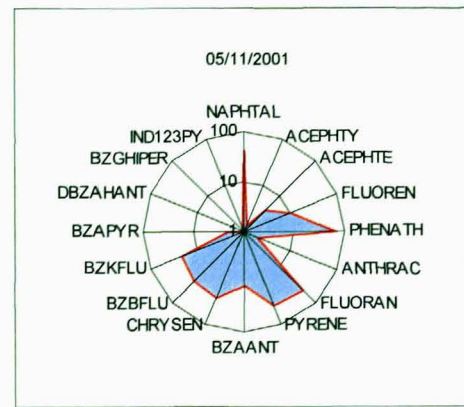 05/11/2001
NAPHTAL
IND123PY
100
ACEPHTY
BZGHIPER
ACEPHTE
DBZAHANT
10
FLUOREN
BZAPYR
1
PHENATH
BZKFLU
ANTHRAC
BZBFLU
FLUORAN
CHRYSEN
PYRENE
BZAANT